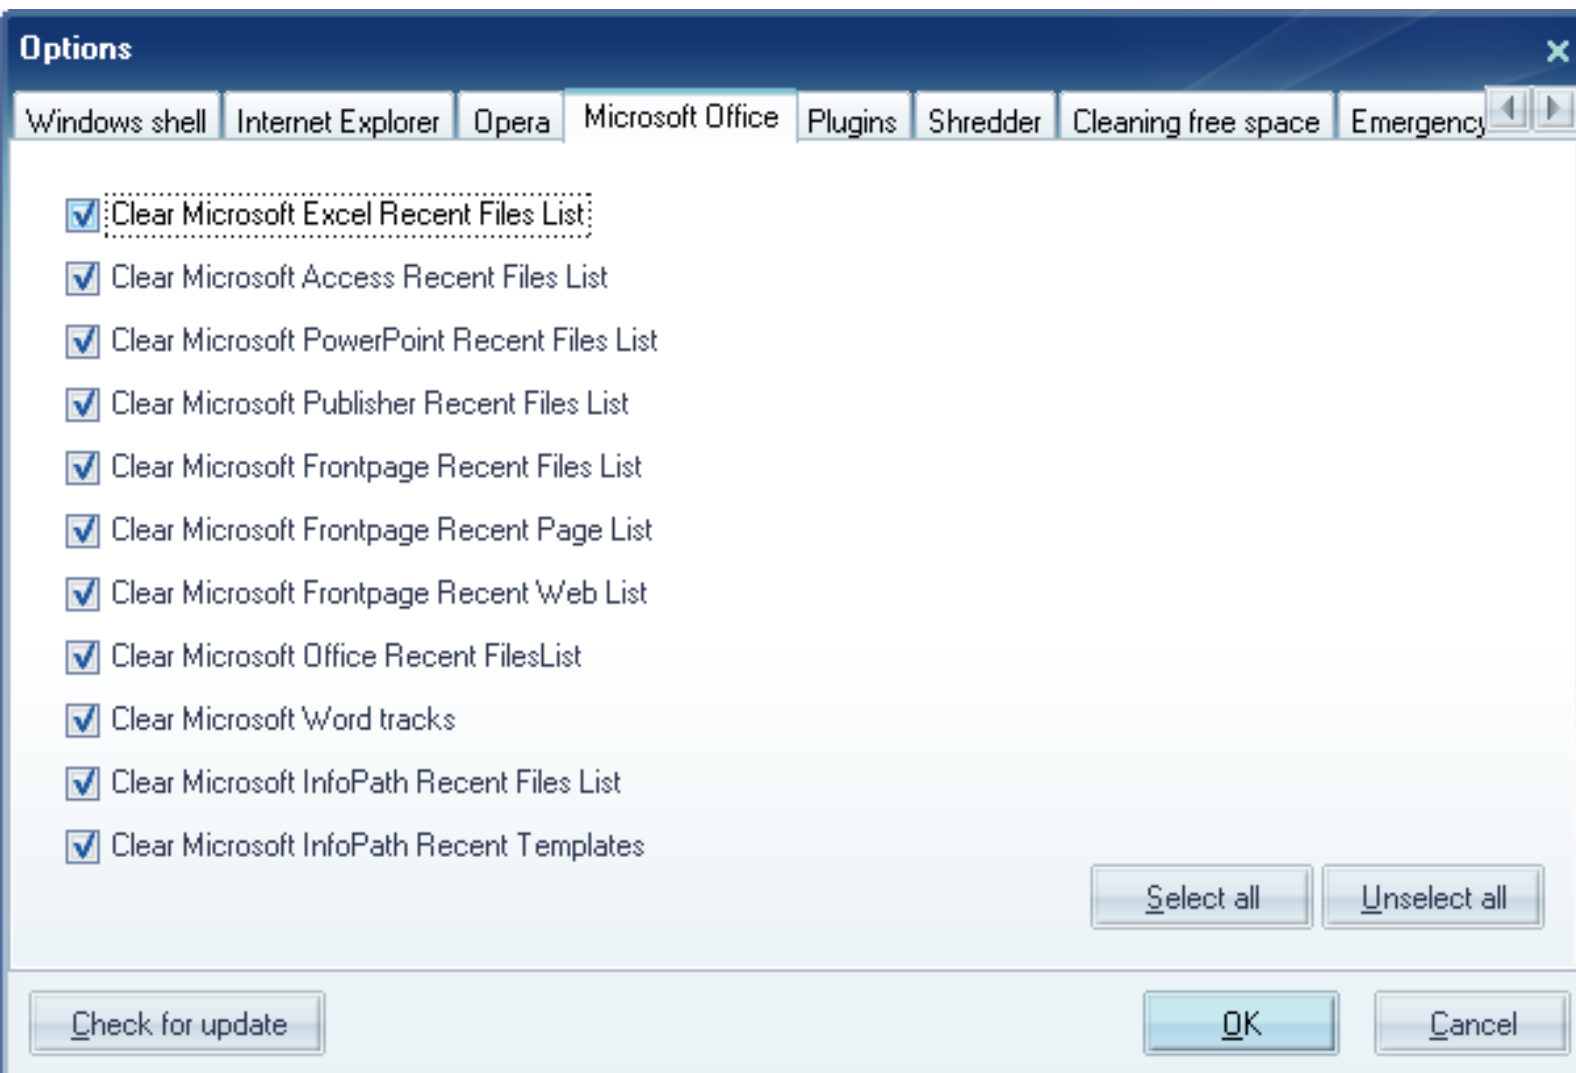 Options
Windows shell Internet Explorer Opera Microsoft Office Plugins Shredder Cleaning free space Emergency
Clear Microsoft Excel Recent Files List
Clear Microsoft Access Recent Files List
Clear Microsoft PowerPoint Recent Files List
Clear Microsoft Publisher Recent Files List
Clear Microsoft Frontpage Recent Files List
Clear Microsoft Frontpage Recent Page List
Clear Microsoft Frontpage Recent Web List
Clear Microsoft Office Recent FilesList
Clear Microsoft Word tracks
Clear Microsoft InfoPath Recent Files List
Clear Microsoft InfoPath Recent Templates
Select all Unselect all
Check for update OK Cancel